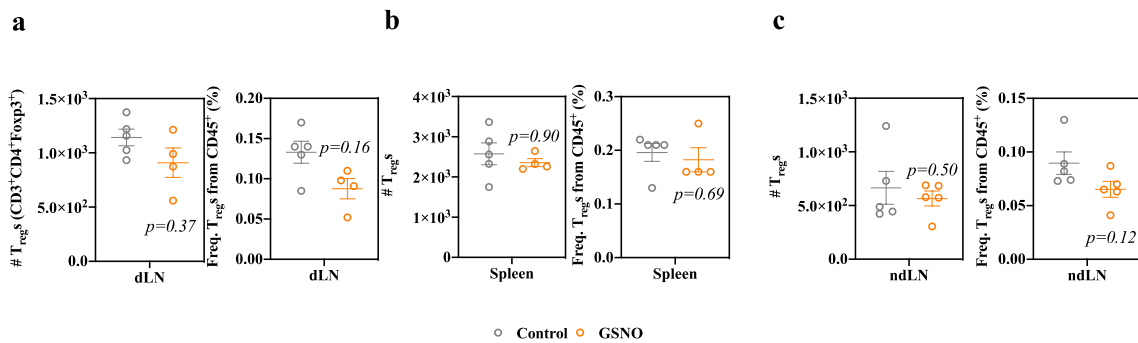 a
b
c
# Tregs (CD3+CD4+Foxp3+)
1.5×10³
1.0×10³
5.0×10²
0
p=0.37
dLN
Freq. Tregs from CD45+ (%)
0.20
0.15
0.10
0.05
0.00
p=0.16
dLN
# Tregs
4×10³
3×10³
2×10³
1×10³
0
p=0.90
Spleen
Freq. Tregs from CD45+ (%)
0.3
0.2
0.1
0.0
p=0.69
Spleen
# Tregs
1.5×10³
1.0×10³
5.0×10²
0
p=0.50
ndLN
Freq. Tregs from CD45+ (%)
0.15
0.10
0.05
0.00
p=0.12
ndLN
Control
GSNO